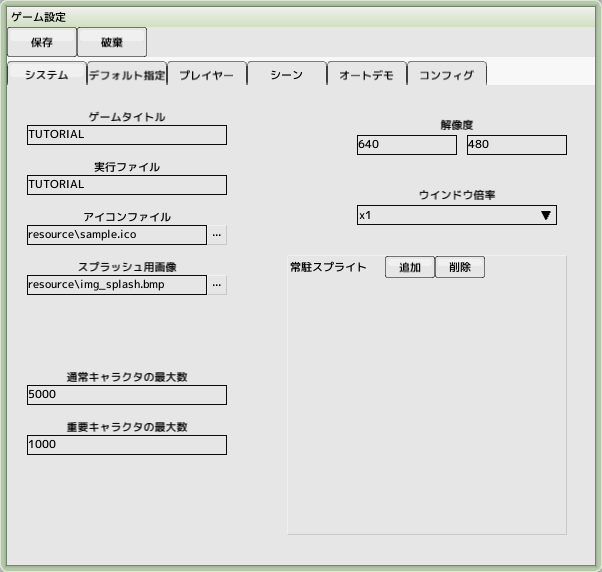 ゲーム設定
保存 破棄
システム デフォルト指定 プレイヤー シーン オートデモ コンフィグ
ゲームタイトル
TUTORIAL
実行ファイル
TUTORIAL
アイコンファイル
resource\sample.ico ...
スプラッシュ用画像
resource\img_splash.bmp ...
通常キャラクタの最大数
5000
重要キャラクタの最大数
1000
解像度
640 480
ウインドウ倍率
x1 ▼
常駐スプライト 追加 削除